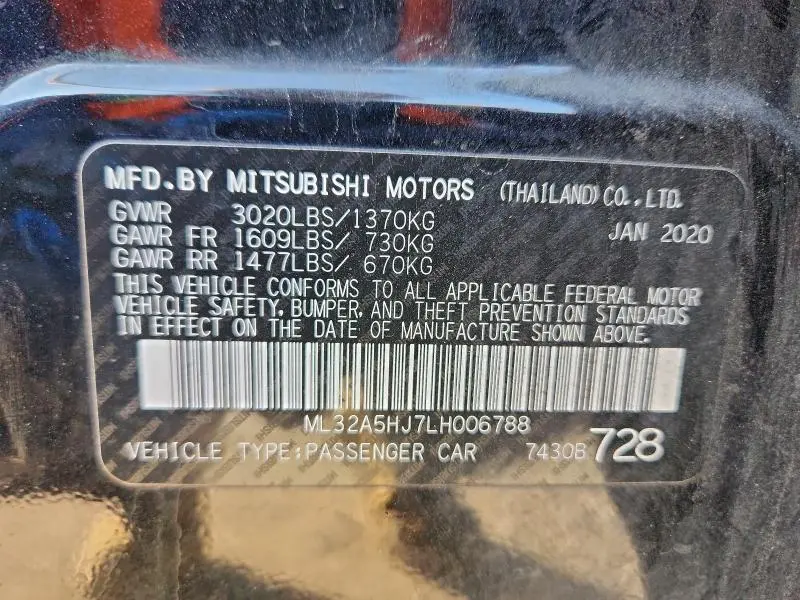 MFD.BY MITSUBISHI MOTORS (THAILAND)CO.,LTD.
GVWR 3020LBS/1370KG JAN 2020
GAWR FR 1609LBS/ 730KG
GAWR RR 1477LBS/ 670KG
THIS VEHICLE CONFORMS TO ALL APPLICABLE FEDERAL MOTOR
VEHICLE SAFETY, BUMPER, AND THEFT PREVENTION STANDARDS
IN EFFECT ON THE DATE OF MANUFACTURE SHOWN ABOVE.
ML32A5HJ7LH006788
VEHICLE TYPE:PASSENGER CAR 7430B 728